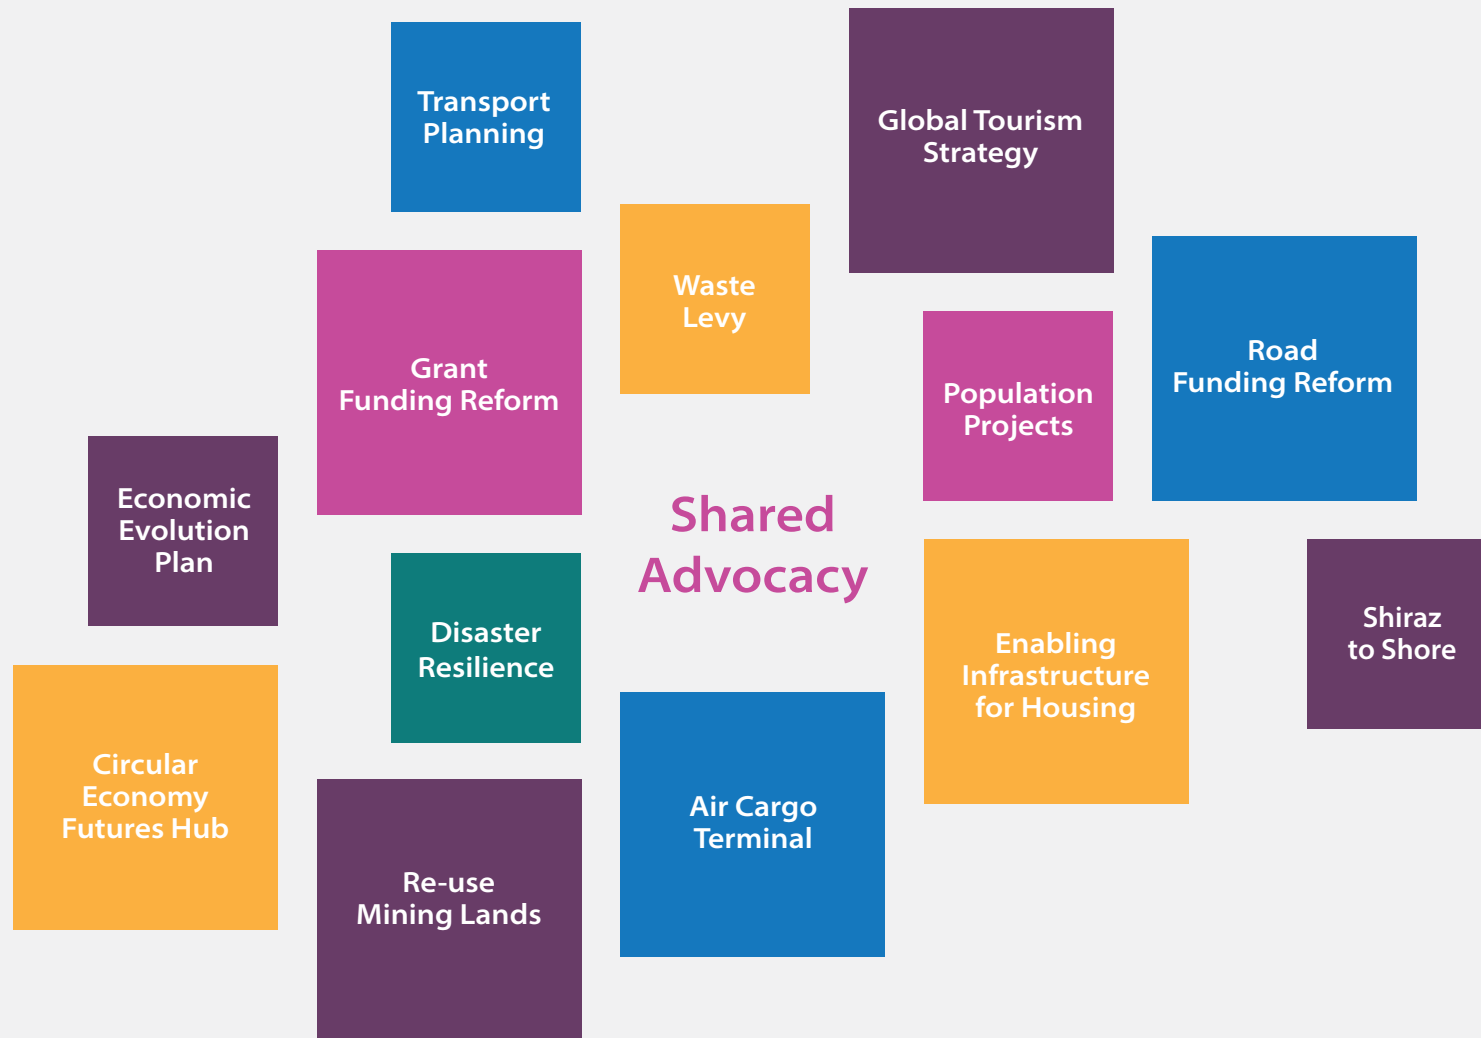 Transport
Planning
Global Tourism
Strategy
Waste
Levy
Grant
Funding Reform
Population
Projects
Road
Funding Reform
Economic
Evolution
Plan
Shared
Advocacy
Disaster
Resilience
Enabling
Infrastructure
for Housing
Shiraz
to Shore
Circular
Economy
Futures Hub
Air Cargo
Terminal
Re-use
Mining Lands